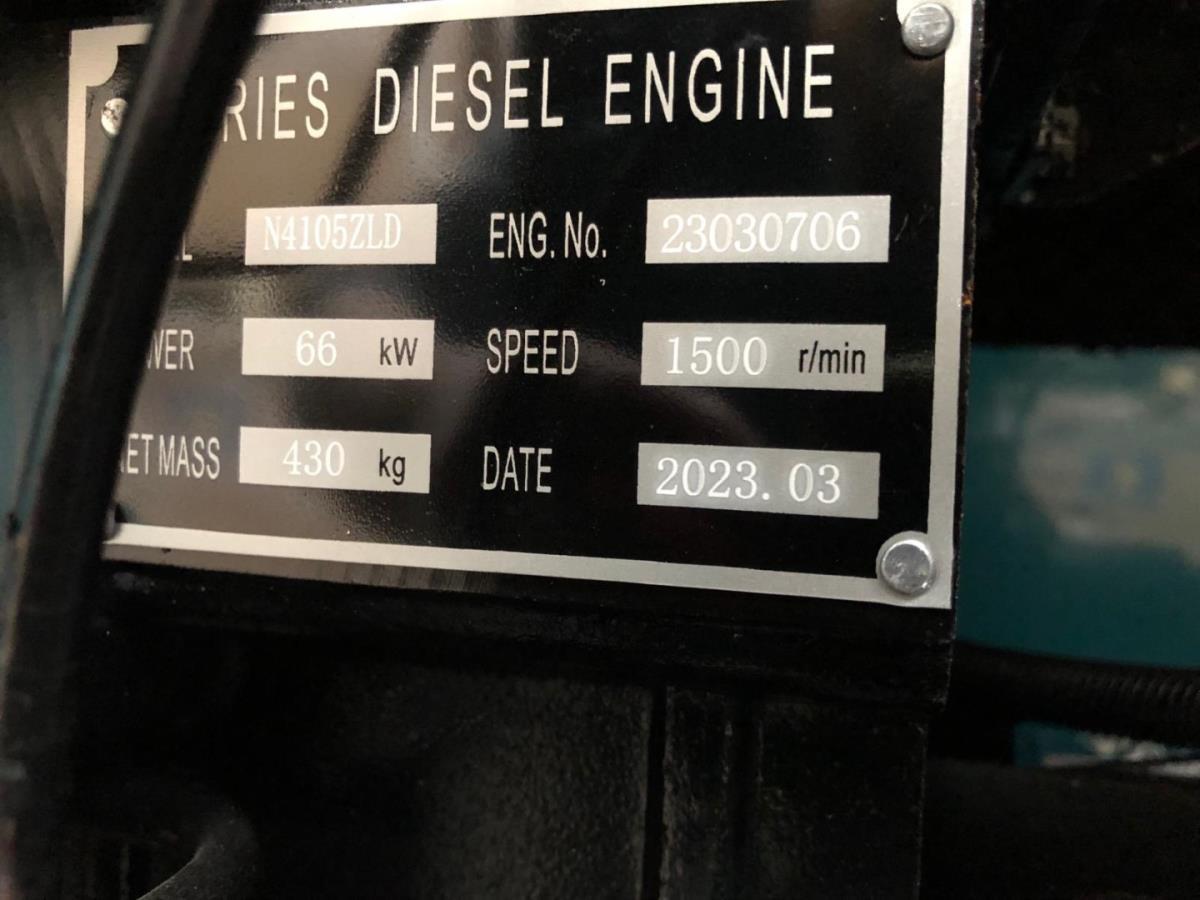 RIES DIESEL ENGINE
L N4105ZLD ENG. No. 23030706
WER 66 kW SPEED 1500 r/min
NET MASS 430 kg DATE 2023. 03